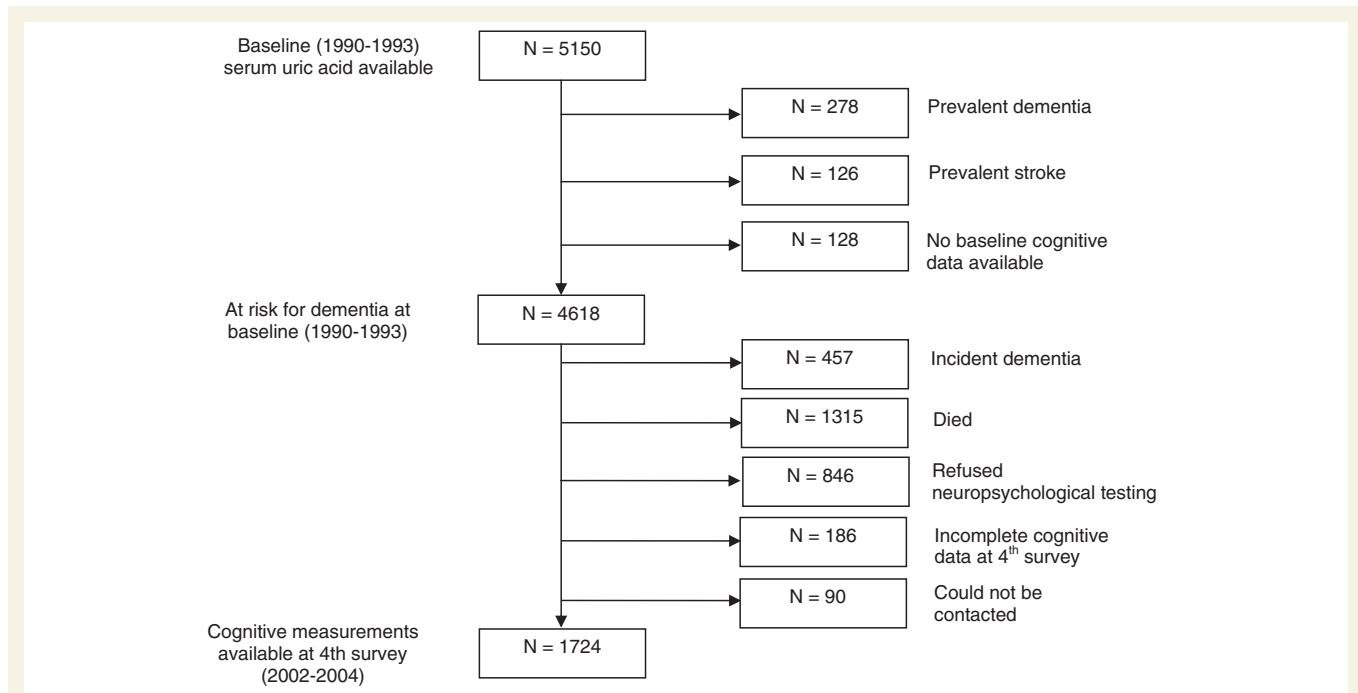 Baseline (1990-1993)
serum uric acid available
N = 5150
N = 278
Prevalent dementia
N = 126
Prevalent stroke
N = 128
No baseline cognitive
data available
At risk for dementia at
baseline (1990-1993)
N = 4618
N = 457
Incident dementia
N = 1315
Died
N = 846
Refused
neuropsychological testing
N = 186
Incomplete cognitive
data at 4th survey
N = 90
Could not be
contacted
Cognitive measurements
available at 4th survey
(2002-2004)
N = 1724